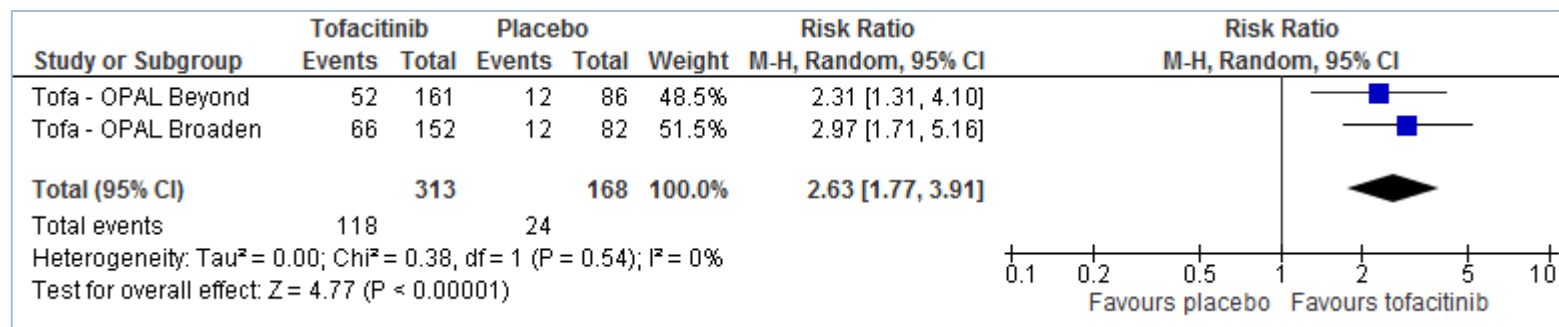 Tofacitinib Placebo Risk Ratio Risk Ratio
Study or Subgroup Events Total Events Total Weight M-H, Random, 95% CI M-H, Random, 95% CI
Tofa - OPAL Beyond 52 161 12 86 48.5% 2.31 [1.31, 4.10]
Tofa - OPAL Broaden 66 152 12 82 51.5% 2.97 [1.71, 5.16]
Total (95% CI) 313 168 100.0% 2.63 [1.77, 3.91]
Total events 118 24
Heterogeneity: Tau² = 0.00; Chi² = 0.38, df = 1 (P = 0.54); I² = 0%
Test for overall effect: Z = 4.77 (P < 0.00001)
0.1 0.2 0.5 1 2 5 10
Favours placebo Favours tofacitinib